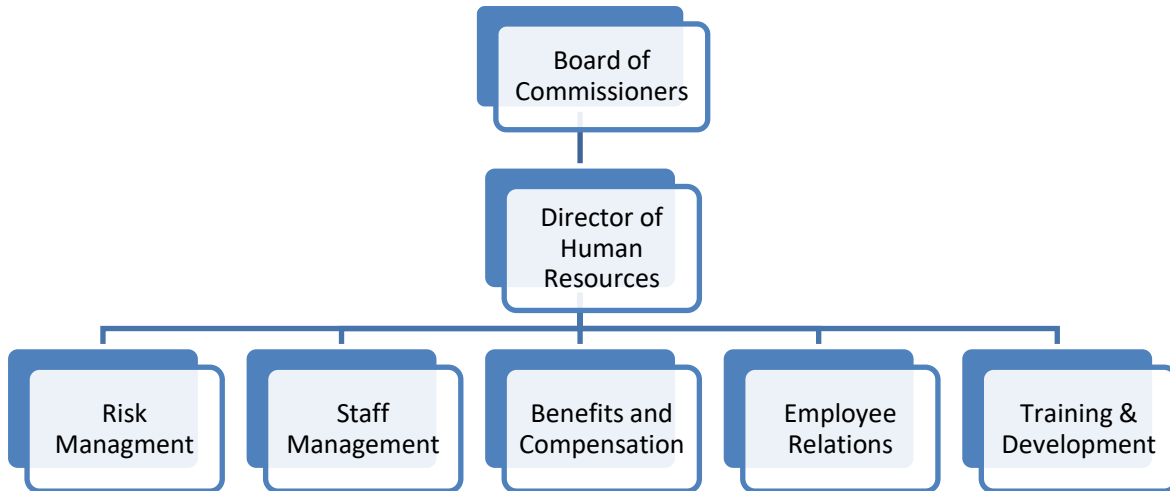 Board of
Commissioners
Director of
Human
Resources
Risk
Managment
Staff
Management
Benefits and
Compensation
Employee
Relations
Training &
Development